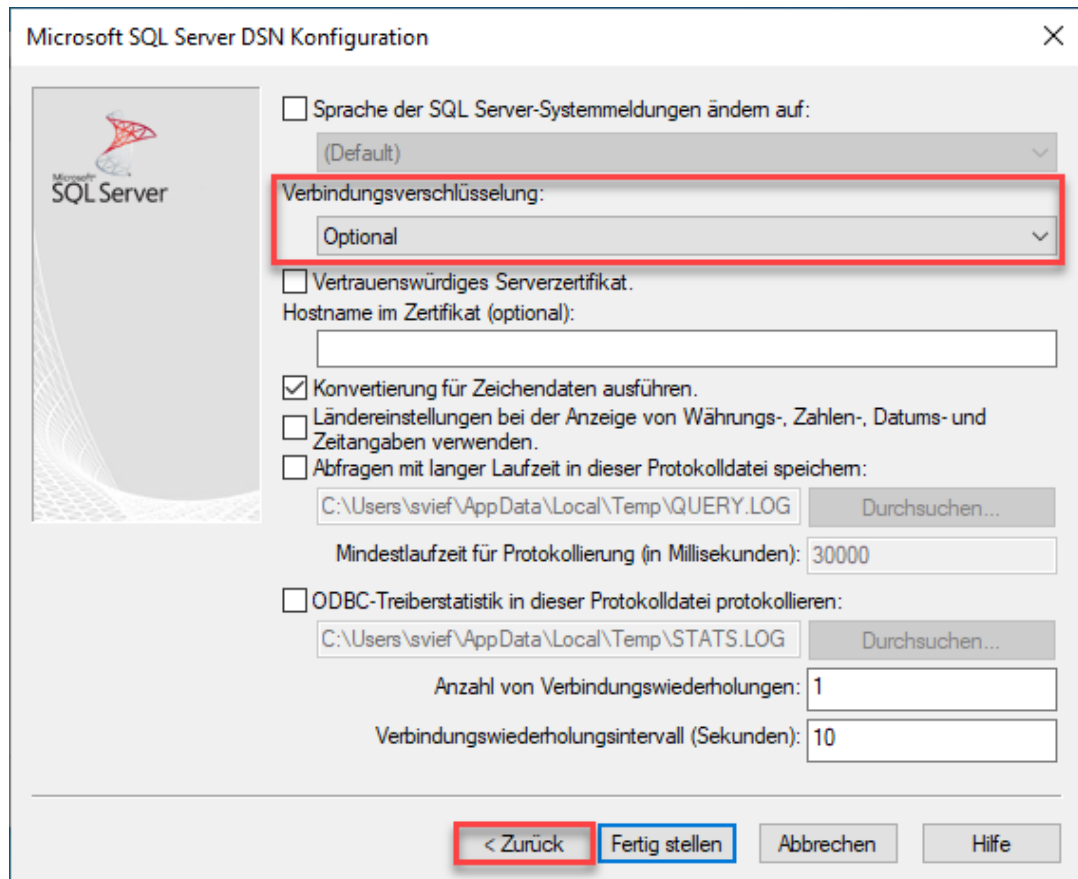 Microsoft SQL Server DSN Konfiguration
Microsoft
SQL Server
Sprache der SQL Server-Systemmeldungen ändern auf:
(Default)
Verbindungsverschlüsselung:
Optional
Vertrauenswürdiges Serverzertifikat.
Hostname im Zertifikat (optional):
Konvertierung für Zeichendaten ausführen.
Ländereinstellungen bei der Anzeige von Währungs-, Zahlen-, Datums- und
Zeitangaben verwenden.
Abfragen mit langer Laufzeit in dieser Protokolldatei speichern:
C:\Users\svief\AppData\Local\Temp\QUERY.LOG Durchsuchen...
Mindestlaufzeit für Protokollierung (in Millisekunden): 30000
ODBC-Treiberstatistik in dieser Protokolldatei protokollieren:
C:\Users\svief\AppData\Local\Temp\STATS.LOG Durchsuchen...
Anzahl von Verbindungswiederholungen: 1
Verbindungswiederholungsintervall (Sekunden): 10
< Zurück Fertig stellen Abbrechen Hilfe